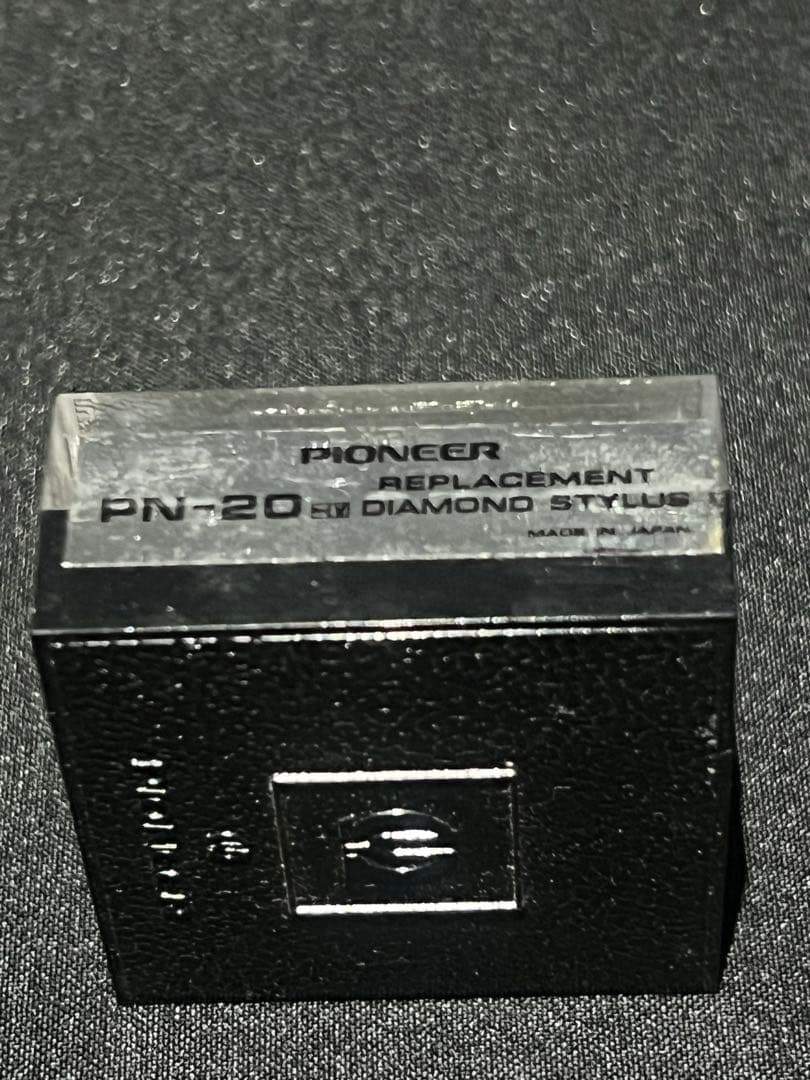 PIONEER
REPLACEMENT
PN-20 DIAMOND STYLUS
MADE IN JAPAN